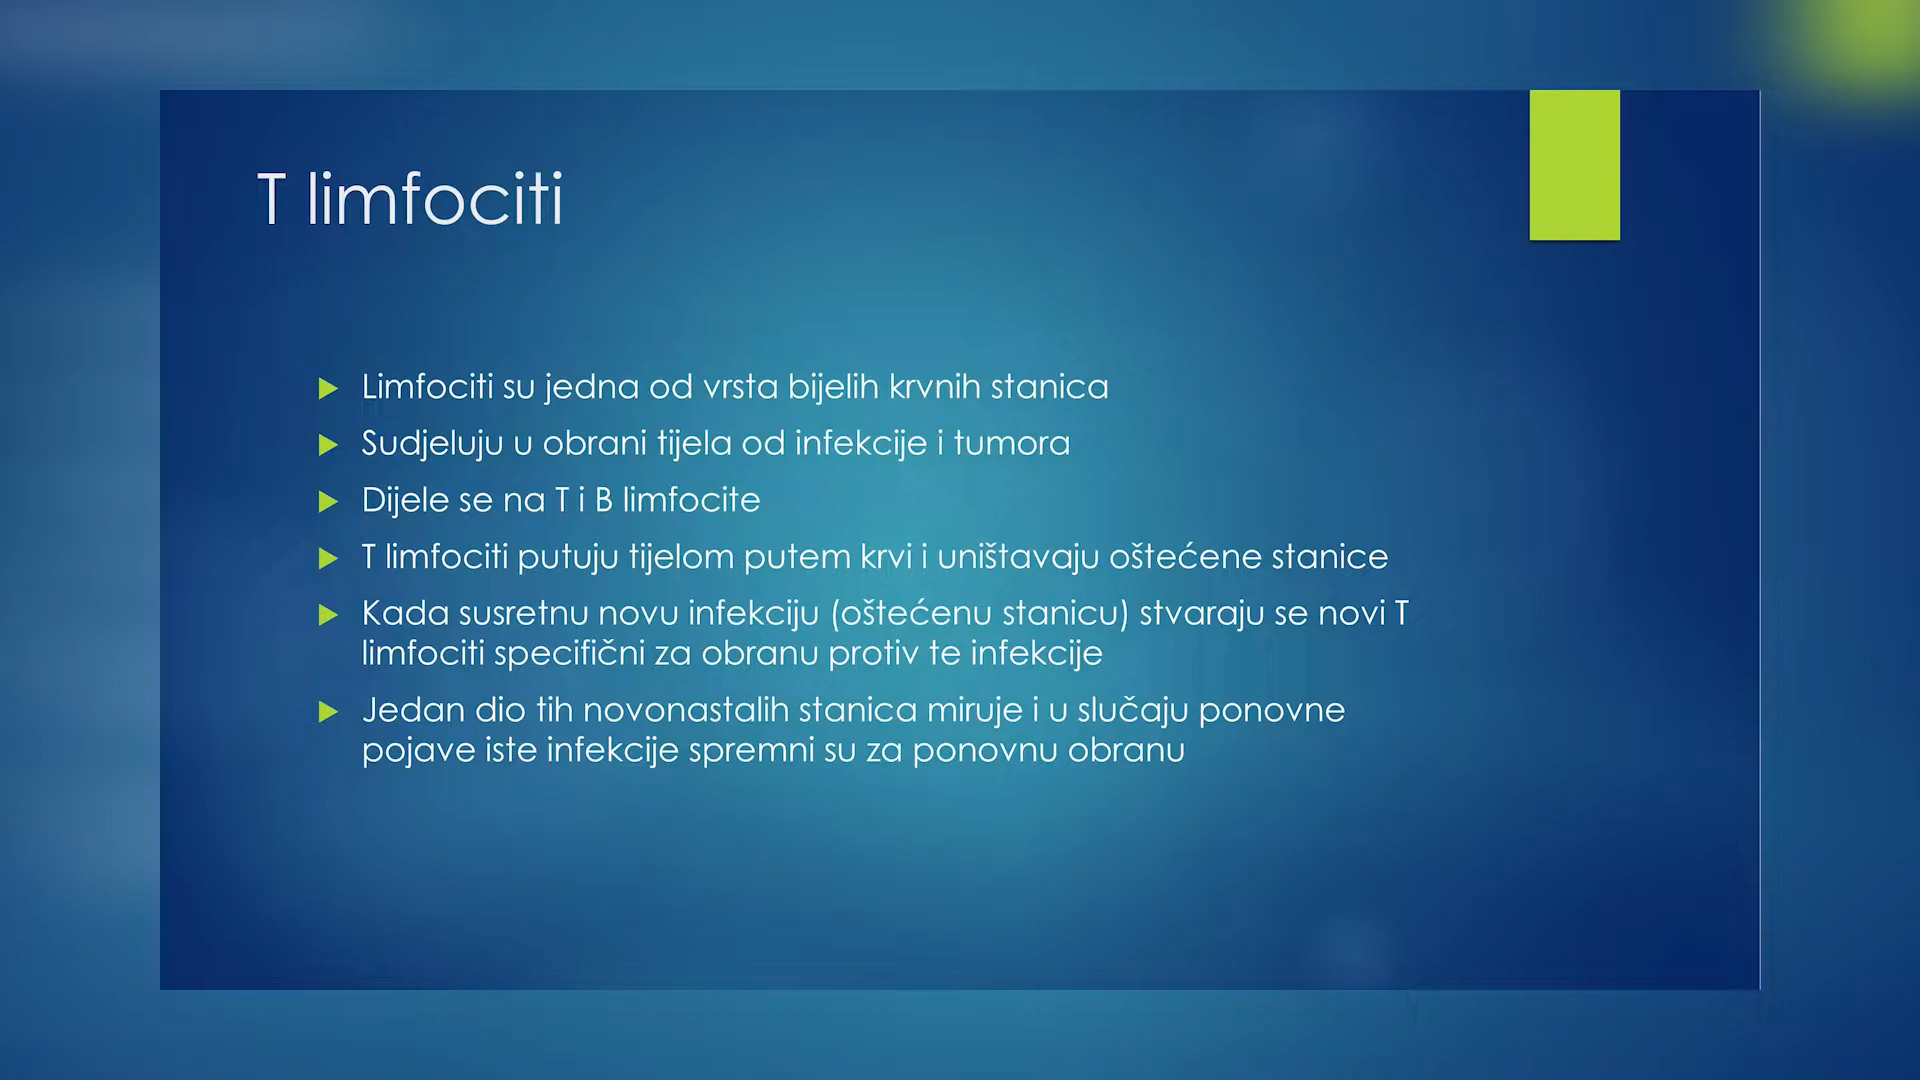 T limfociti
Limfociti su jedna od vrsta bijelih krvnih stanica
Sudjeluju u obrani tijela od infekcije i tumora
Dijele se na T i B limfocite
T limfociti putuju tijelom putem krvi i uništavaju oštećene stanice
Kada susretnu novu infekciju (oštećenu stanicu) stvaraju se novi T
limfociti specifični za obranu protiv te infekcije
Jedan dio tih novonastalih stanica miruje i u slučaju ponovne
pojave iste infekcije spremni su za ponovnu obranu